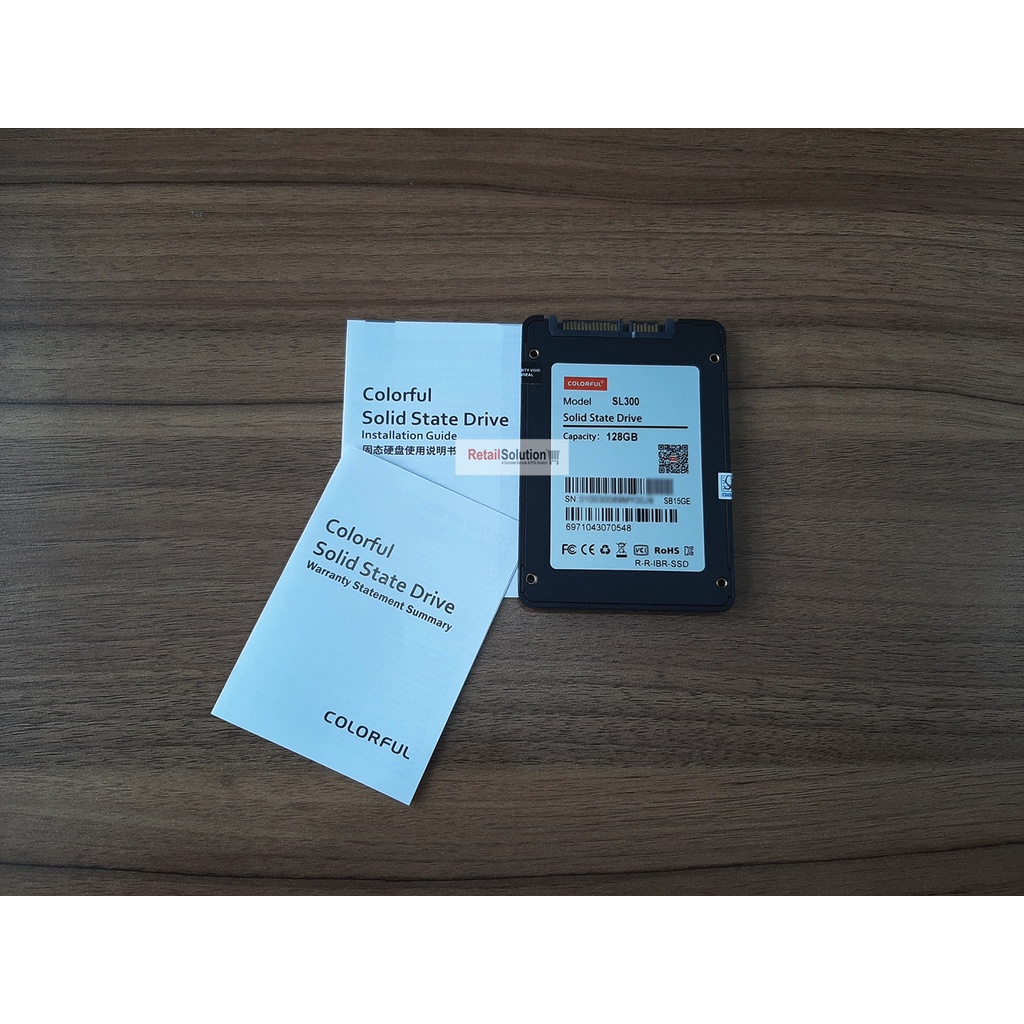 Colorful
Solid State Drive
Installation Guide
固态硬盘使用说明书
RetailSolution
Colorful
Solid State Drive
Warranty Statement Summary
COLORFUL
COLORFUL
Model SL300
Solid State Drive
Capacity: 128GB
SN
SB15GE
6971043070548
FC CE VCI RoHS
R-R-IBR-SSD